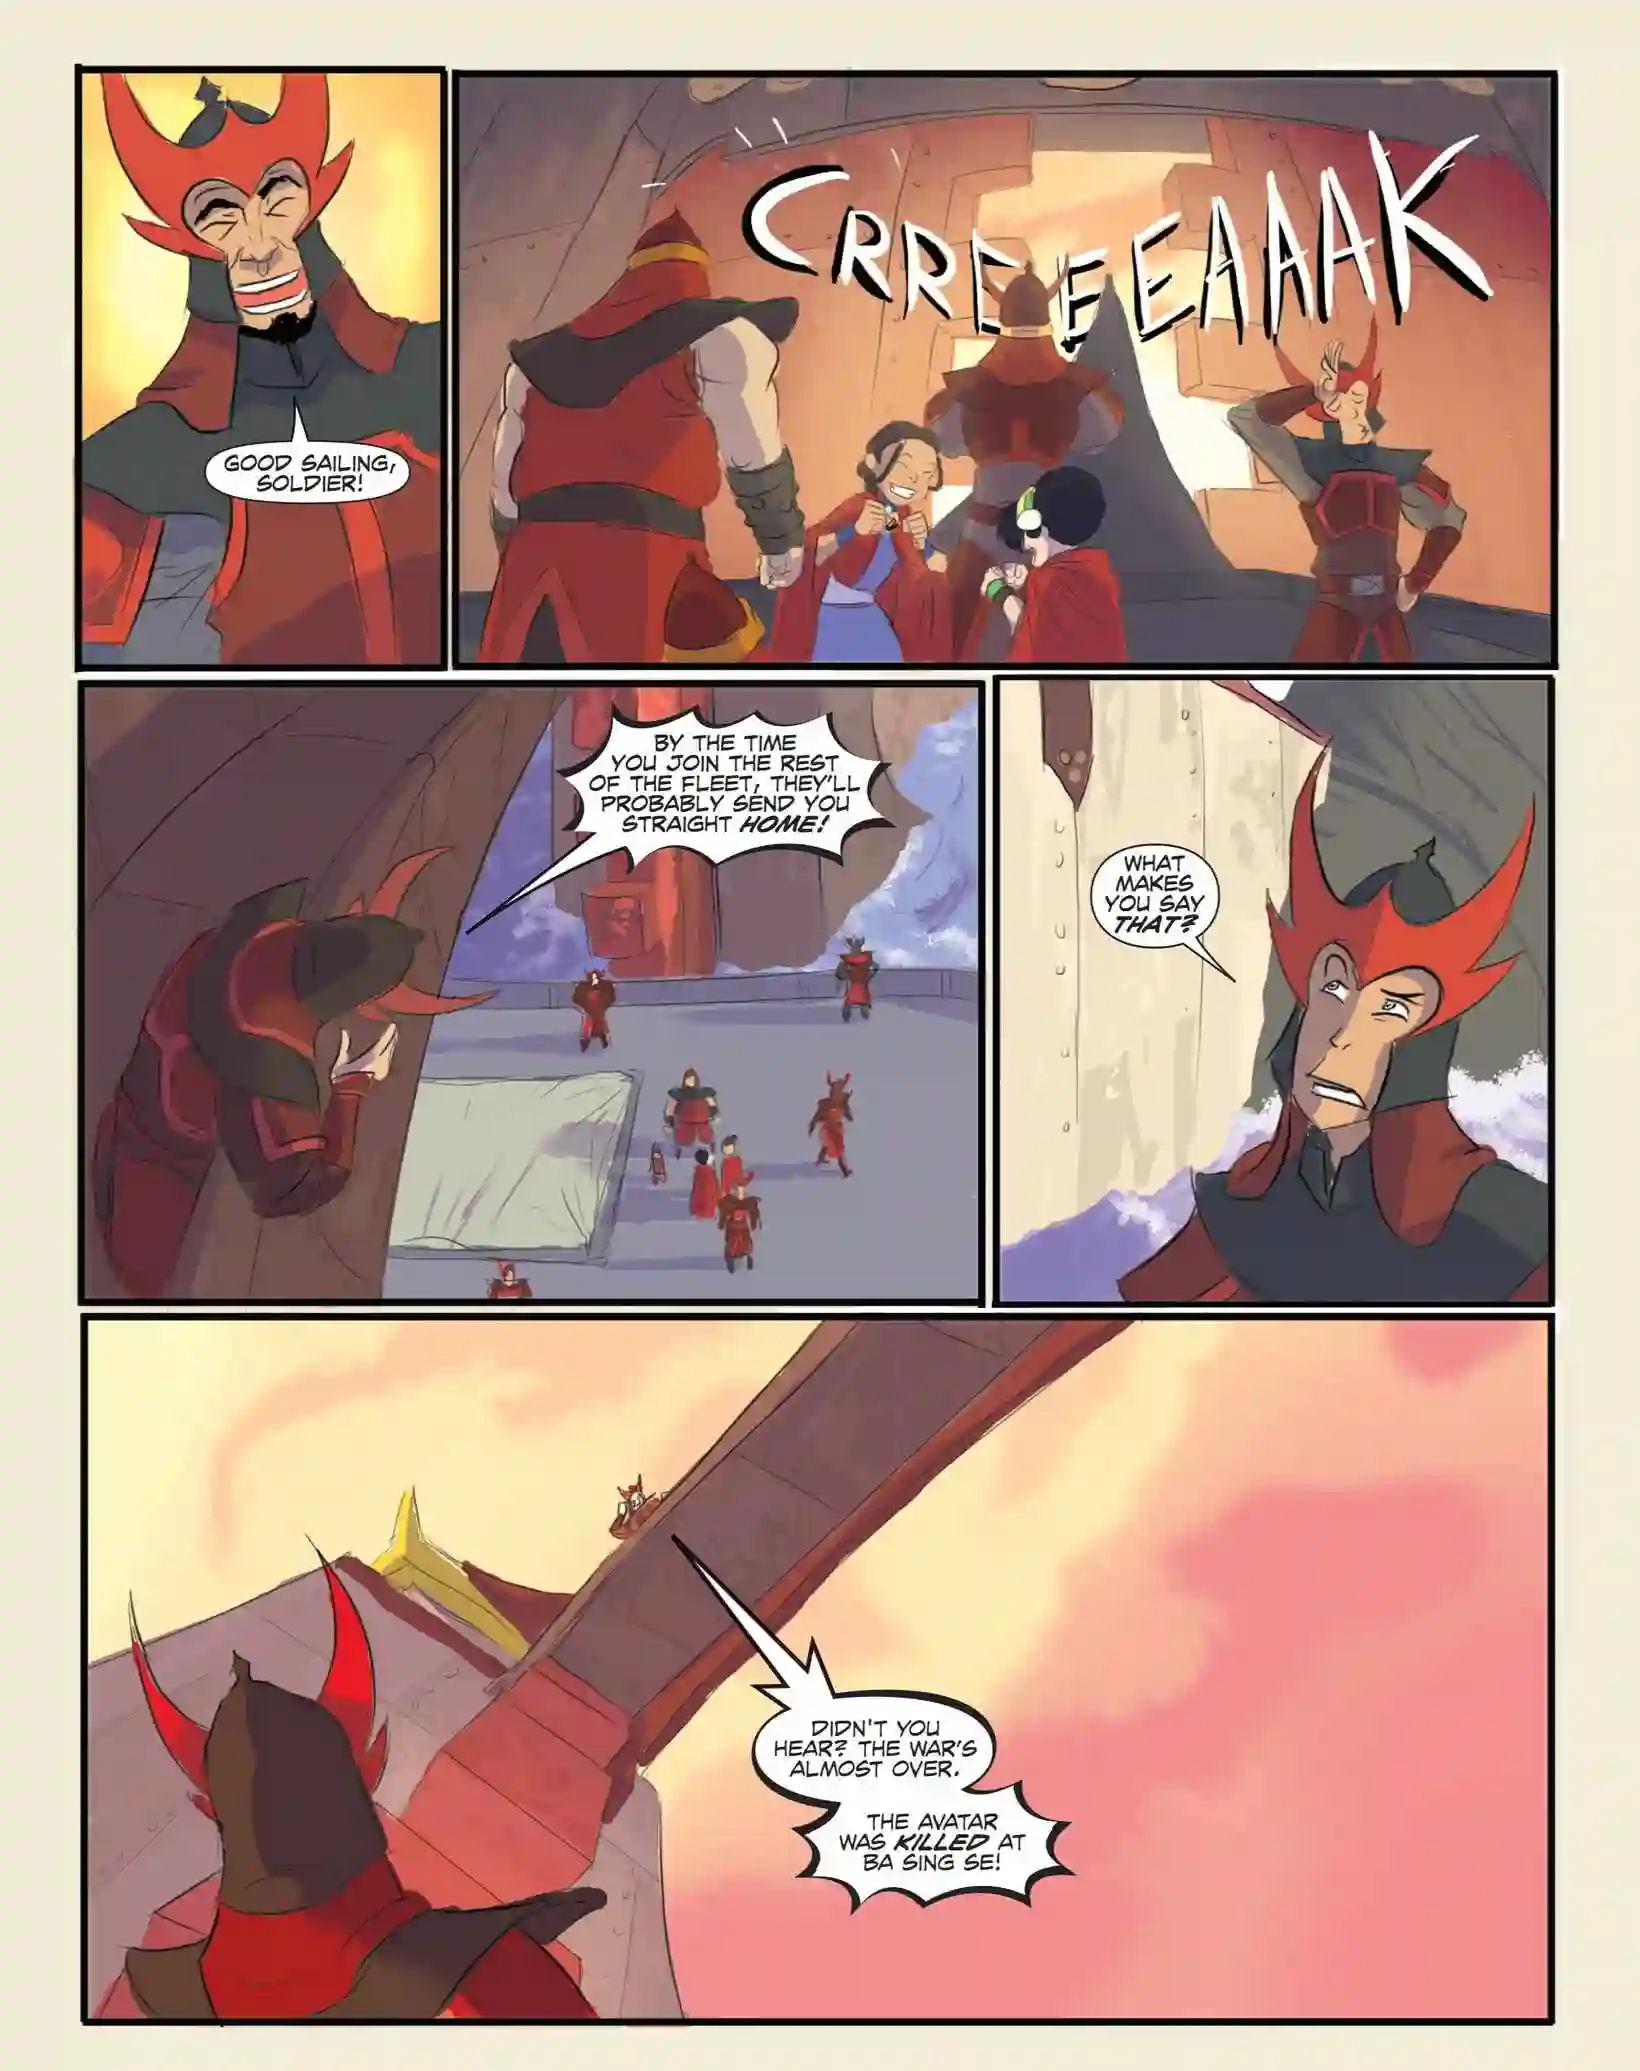 GOOD SAILING,
SOLDIER!
CRRREEEAAAAK
BY THE TIME
YOU JOIN THE REST
OF THE FLEET, THEY'LL
PROBABLY SEND YOU
STRAIGHT HOME!
WHAT
MAKES
YOU SAY
THAT?
DIDN'T YOU
HEAR? THE WAR'S
ALMOST OVER.
THE AVATAR
WAS KILLED AT
BA SING SE!